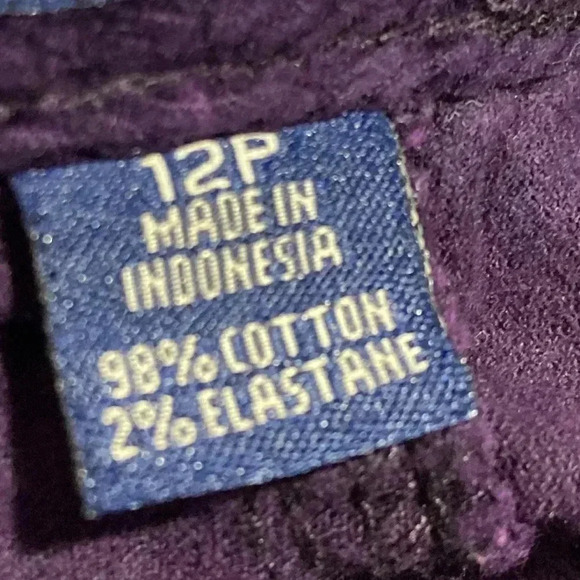 12P
MADE IN
INDONESIA
98% COTTON
2% ELASTANE